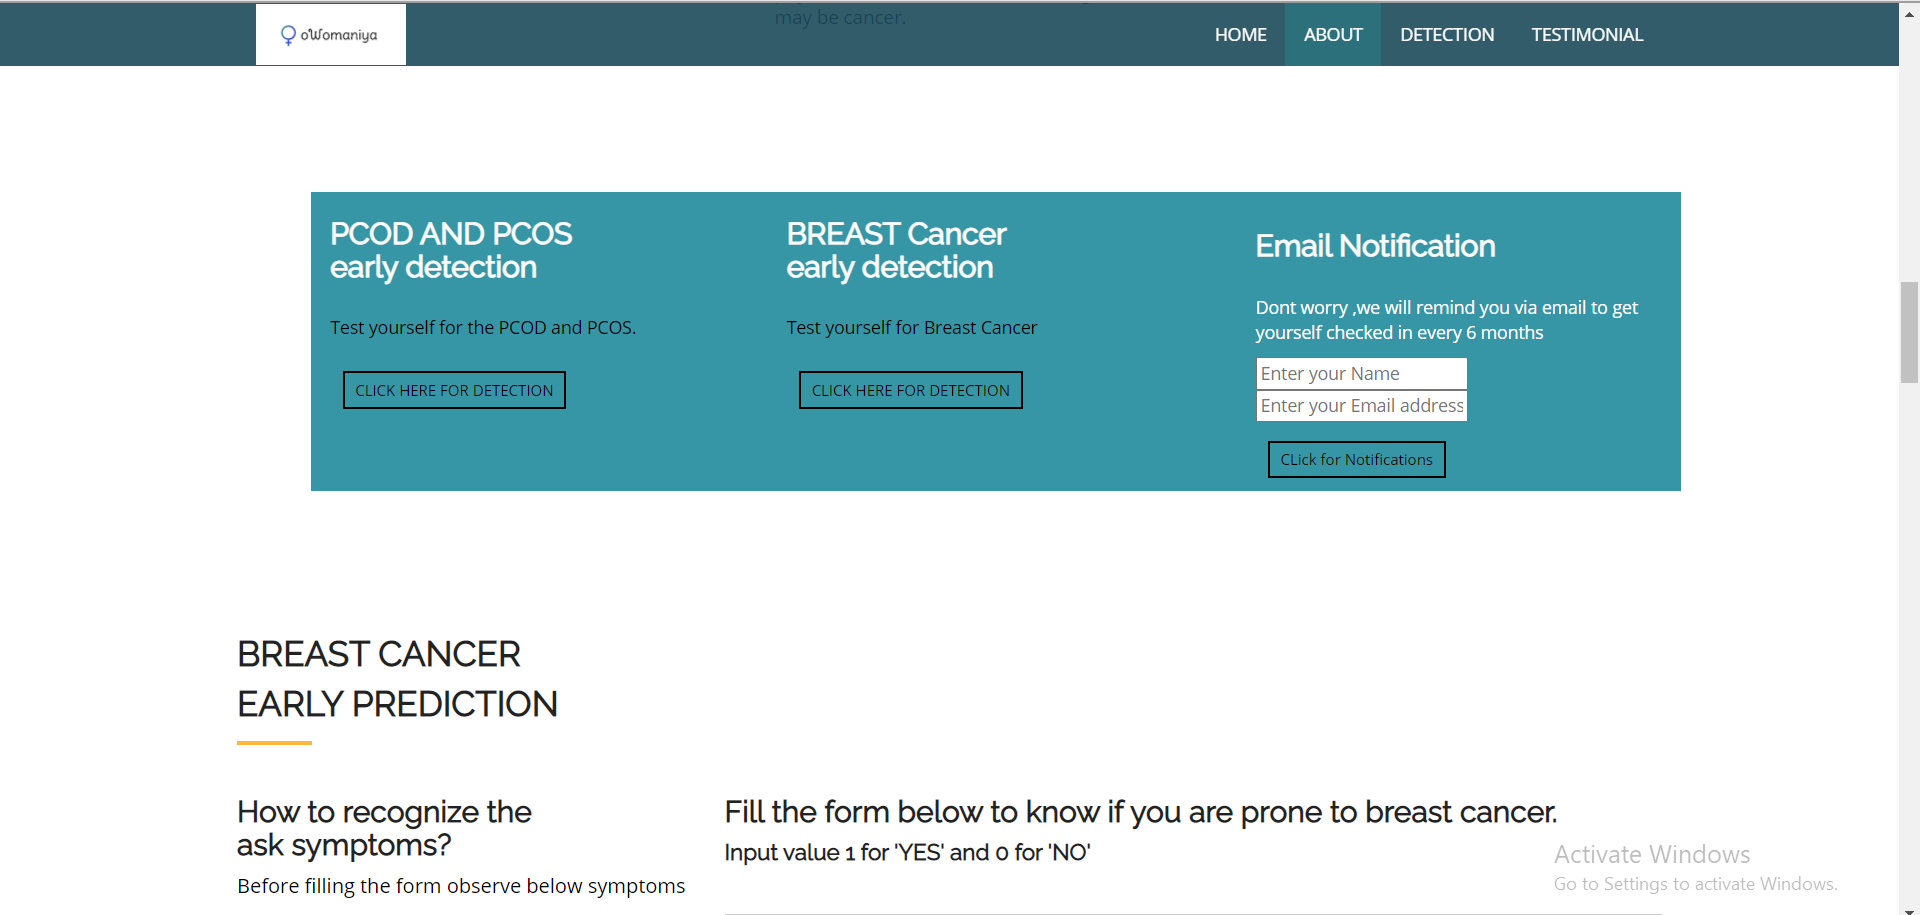 may be cancer.
oWomaniya
HOME
ABOUT
DETECTION
TESTIMONIAL
PCOD AND PCOS
early detection
Test yourself for the PCOD and PCOS.
CLICK HERE FOR DETECTION
BREAST Cancer
early detection
Test yourself for Breast Cancer
CLICK HERE FOR DETECTION
Email Notification
Dont worry ,we will remind you via email to get
yourself checked in every 6 months
Enter your Name
Enter your Email address
CLick for Notifications
BREAST CANCER
EARLY PREDICTION
How to recognize the
ask symptoms?
Before filling the form observe below symptoms
Fill the form below to know if you are prone to breast cancer.
Input value 1 for 'YES' and 0 for 'NO'
Activate Windows
Go to Settings to activate Windows.